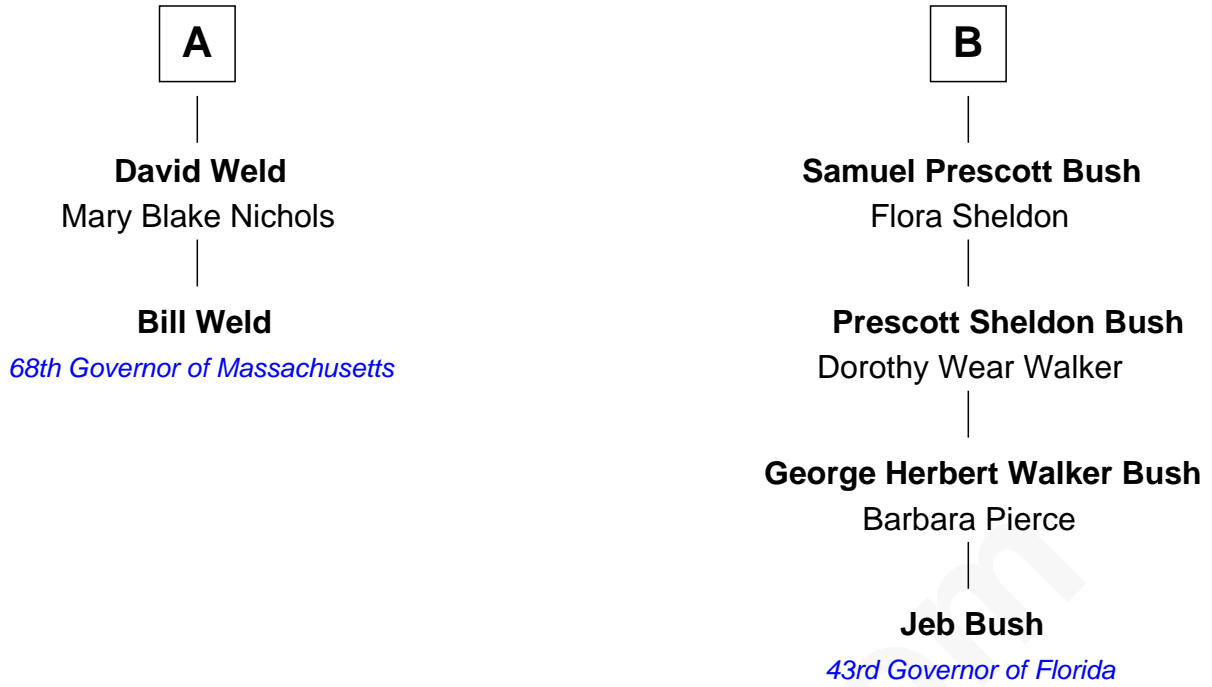 A
David Weld
Mary Blake Nichols
Bill Weld
68th Governor of Massachusetts
B
Samuel Prescott Bush
Flora Sheldon
Prescott Sheldon Bush
Dorothy Wear Walker
George Herbert Walker Bush
Barbara Pierce
Jeb Bush
43rd Governor of Florida